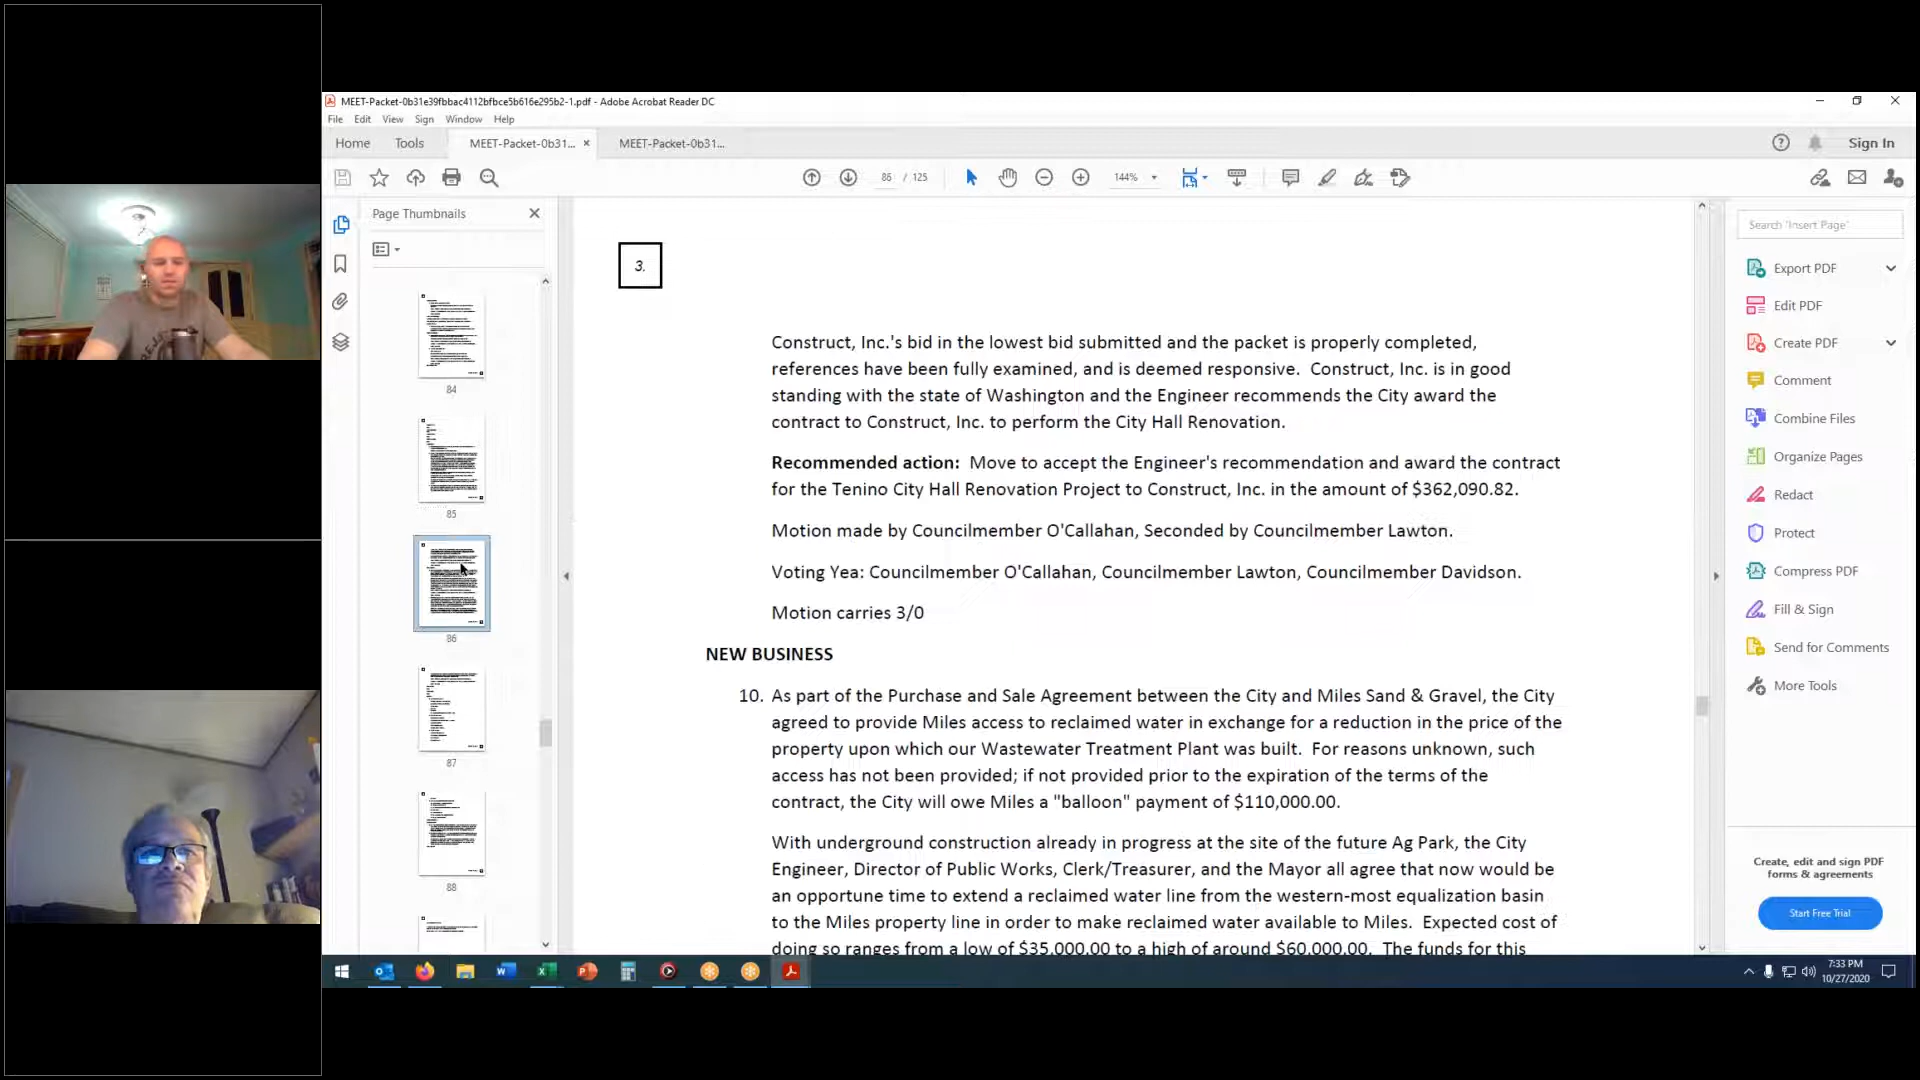 MEET-Packet-0b31e39fbbac4112bfbce5b616e295b2-1.pdf - Adobe Acrobat Reader DC
File Edit View Sign Window Help
Home Tools MEET-Packet-0b31... × MEET-Packet-0b31... Sign In
86 / 125 144%
Page Thumbnails
84
85
86
87
88
3.
Construct, Inc.'s bid in the lowest bid submitted and the packet is properly completed,
references have been fully examined, and is deemed responsive. Construct, Inc. is in good
standing with the state of Washington and the Engineer recommends the City award the
contract to Construct, Inc. to perform the City Hall Renovation.
Recommended action: Move to accept the Engineer's recommendation and award the contract
for the Tenino City Hall Renovation Project to Construct, Inc. in the amount of $362,090.82.
Motion made by Councilmember O'Callahan, Seconded by Councilmember Lawton.
Voting Yea: Councilmember O'Callahan, Councilmember Lawton, Councilmember Davidson.
Motion carries 3/0
NEW BUSINESS
10. As part of the Purchase and Sale Agreement between the City and Miles Sand & Gravel, the City
agreed to provide Miles access to reclaimed water in exchange for a reduction in the price of the
property upon which our Wastewater Treatment Plant was built. For reasons unknown, such
access has not been provided; if not provided prior to the expiration of the terms of the
contract, the City will owe Miles a "balloon" payment of $110,000.00.
With underground construction already in progress at the site of the future Ag Park, the City
Engineer, Director of Public Works, Clerk/Treasurer, and the Mayor all agree that now would be
an opportune time to extend a reclaimed water line from the western-most equalization basin
to the Miles property line in order to make reclaimed water available to Miles. Expected cost of
doing so ranges from a low of $35,000.00 to a high of around $60,000.00. The funds for this
Search "Insert Page"
Export PDF
Edit PDF
Create PDF
Comment
Combine Files
Organize Pages
Redact
Protect
Compress PDF
Fill & Sign
Send for Comments
More Tools
Create, edit and sign PDF
forms & agreements
Start Free Trial
7:33 PM
10/27/2020